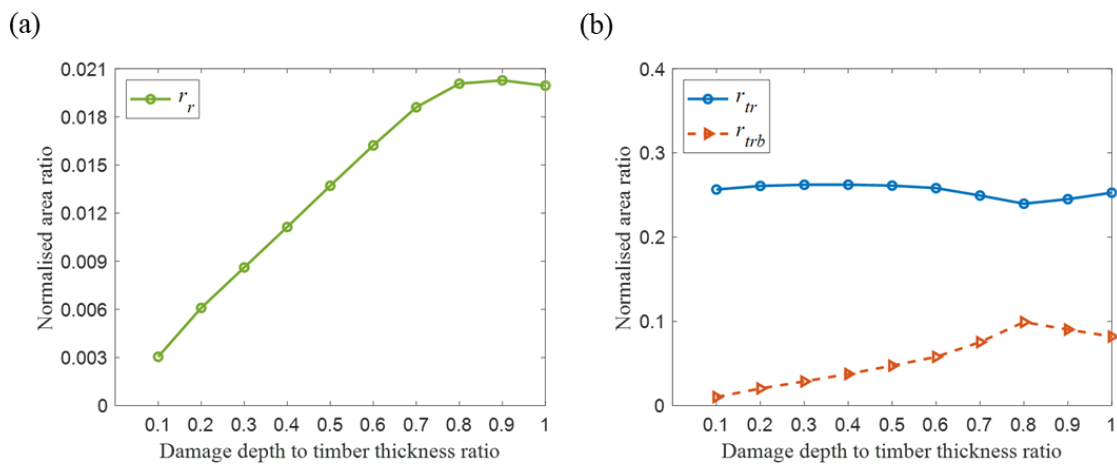 (a)
(b)
0.021
0.018
0.015
0.012
0.009
0.006
0.003
0
Normalised area ratio
r_r
0.1 0.2 0.3 0.4 0.5 0.6 0.7 0.8 0.9 1
Damage depth to timber thickness ratio
0.4
0.3
0.2
0.1
0
Normalised area ratio
r_tr
r_trb
0.1 0.2 0.3 0.4 0.5 0.6 0.7 0.8 0.9 1
Damage depth to timber thickness ratio